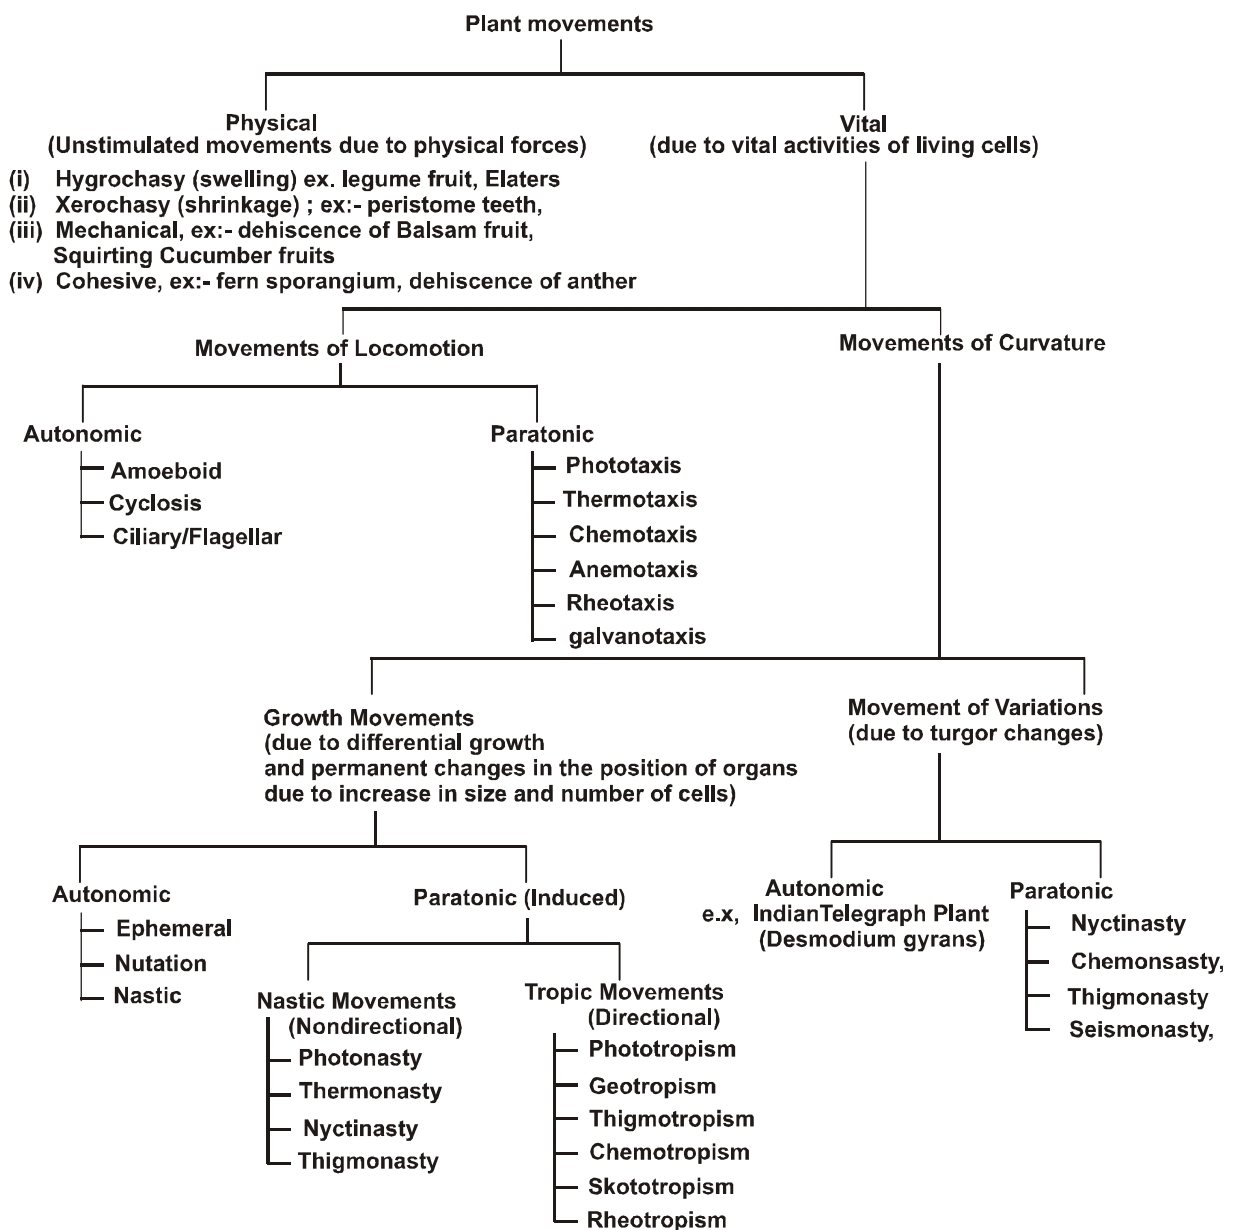 Plant movements
Physical
(Unstimulated movements due to physical forces)
(i) Hygrochasy (swelling) ex. legume fruit, Elaters
(ii) Xerochasy (shrinkage) ; ex:- peristome teeth,
(iii) Mechanical, ex:- dehiscence of Balsam fruit,
Squirting Cucumber fruits
(iv) Cohesive, ex:- fern sporangium, dehiscence of anther
Vital
(due to vital activities of living cells)
Movements of Locomotion
Movements of Curvature
Autonomic
Amoeboid
Cyclosis
Ciliary/Flagellar
Paratonic
Phototaxis
Thermotaxis
Chemotaxis
Anemotaxis
Rheotaxis
galvanotaxis
Growth Movements
(due to differential growth
and permanent changes in the position of organs
due to increase in size and number of cells)
Movement of Variations
(due to turgor changes)
Autonomic
Ephemeral
Nutation
Nastic
Paratonic (Induced)
Nastic Movements
(Nondirectional)
Photonasty
Thermonasty
Nyctinasty
Thigmonasty
Tropic Movements
(Directional)
Phototropism
Geotropism
Thigmotropism
Chemotropism
Skototropism
Rheotropism
Autonomic
e.x, IndianTelegraph Plant
(Desmodium gyrans)
Paratonic
Nyctinasty
Chemonsasty,
Thigmonasty
Seismonasty,